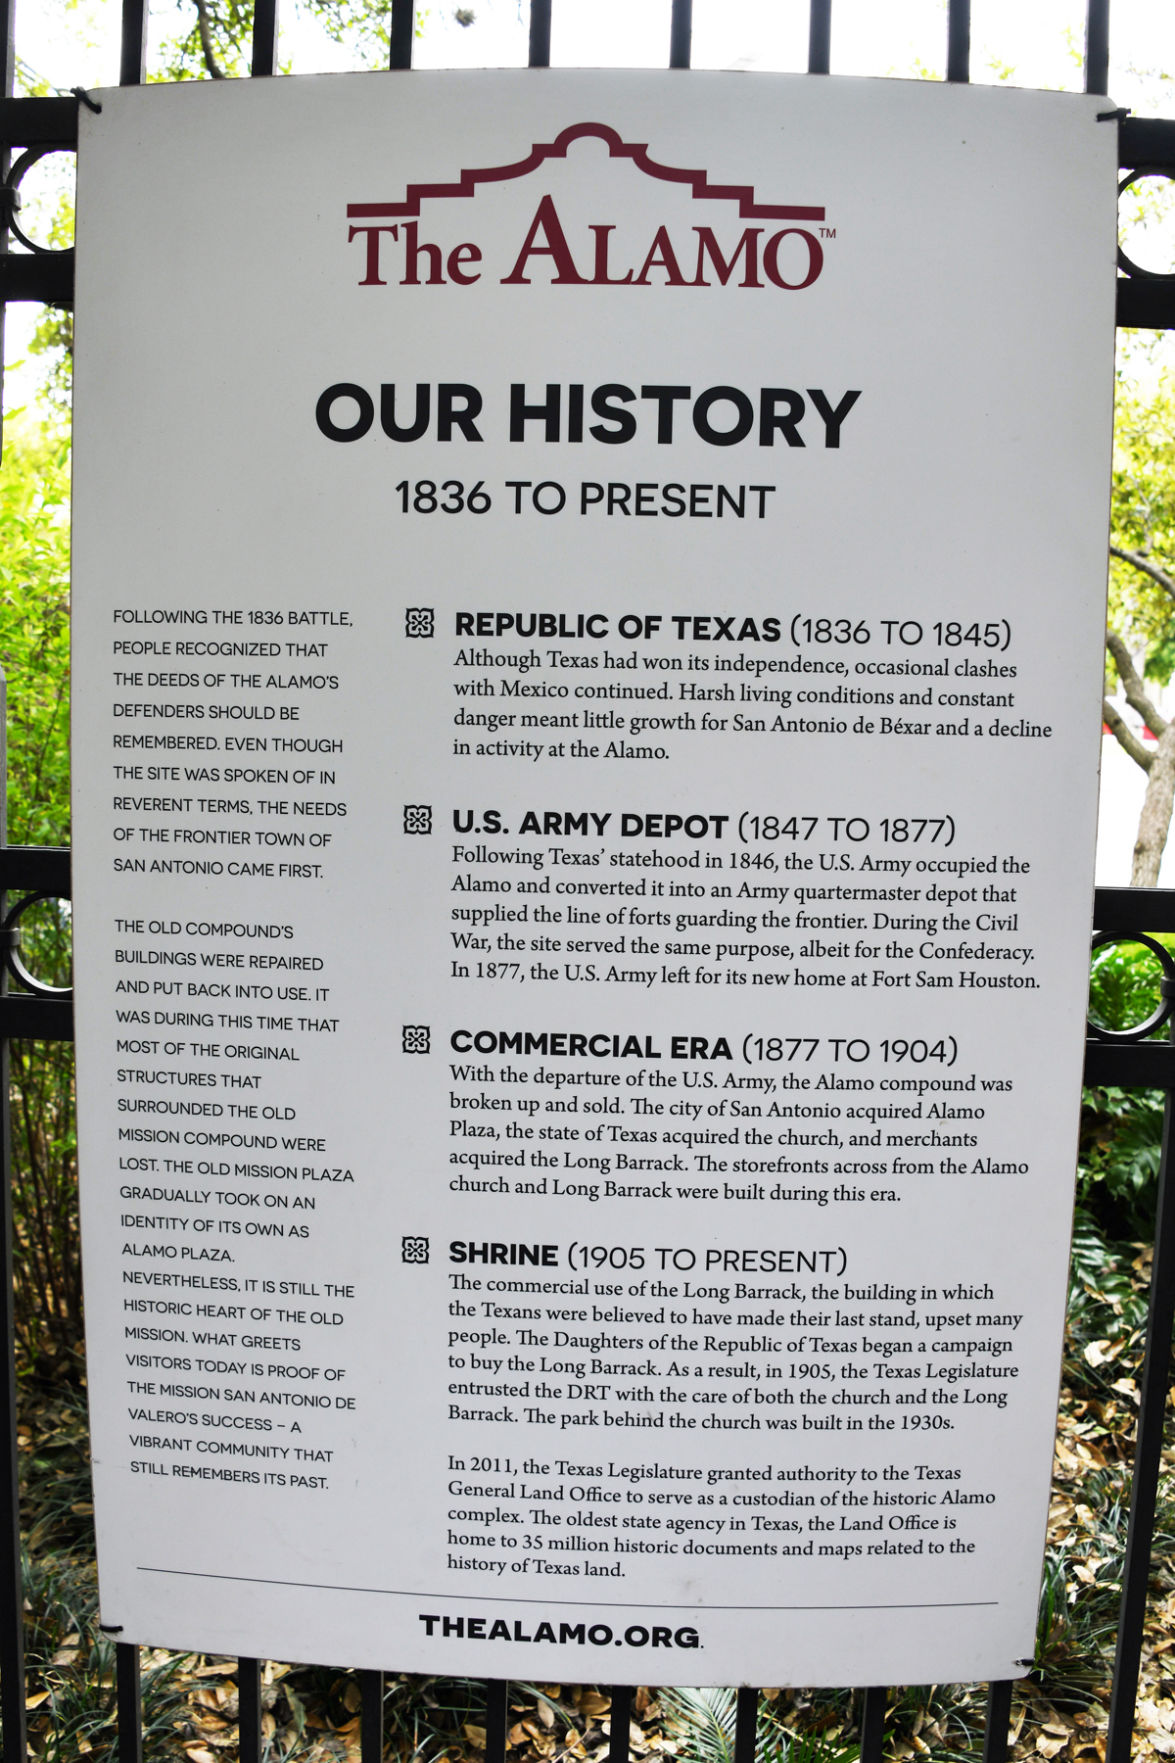 The ALAMO™
OUR HISTORY
1836 TO PRESENT
FOLLOWING THE 1836 BATTLE,
PEOPLE RECOGNIZED THAT
THE DEEDS OF THE ALAMO'S
DEFENDERS SHOULD BE
REMEMBERED. EVEN THOUGH
THE SITE WAS SPOKEN OF IN
REVERENT TERMS, THE NEEDS
OF THE FRONTIER TOWN OF
SAN ANTONIO CAME FIRST.
THE OLD COMPOUND'S
BUILDINGS WERE REPAIRED
AND PUT BACK INTO USE. IT
WAS DURING THIS TIME THAT
MOST OF THE ORIGINAL
STRUCTURES THAT
SURROUNDED THE OLD
MISSION COMPOUND WERE
LOST. THE OLD MISSION PLAZA
GRADUALLY TOOK ON AN
IDENTITY OF ITS OWN AS
ALAMO PLAZA.
NEVERTHELESS, IT IS STILL THE
HISTORIC HEART OF THE OLD
MISSION. WHAT GREETS
VISITORS TODAY IS PROOF OF
THE MISSION SAN ANTONIO DE
VALERO'S SUCCESS – A
VIBRANT COMMUNITY THAT
STILL REMEMBERS ITS PAST.
REPUBLIC OF TEXAS (1836 TO 1845)
Although Texas had won its independence, occasional clashes
with Mexico continued. Harsh living conditions and constant
danger meant little growth for San Antonio de Béxar and a decline
in activity at the Alamo.
U.S. ARMY DEPOT (1847 TO 1877)
Following Texas' statehood in 1846, the U.S. Army occupied the
Alamo and converted it into an Army quartermaster depot that
supplied the line of forts guarding the frontier. During the Civil
War, the site served the same purpose, albeit for the Confederacy.
In 1877, the U.S. Army left for its new home at Fort Sam Houston.
COMMERCIAL ERA (1877 TO 1904)
With the departure of the U.S. Army, the Alamo compound was
broken up and sold. The city of San Antonio acquired Alamo
Plaza, the state of Texas acquired the church, and merchants
acquired the Long Barrack. The storefronts across from the Alamo
church and Long Barrack were built during this era.
SHRINE (1905 TO PRESENT)
The commercial use of the Long Barrack, the building in which
the Texans were believed to have made their last stand, upset many
people. The Daughters of the Republic of Texas began a campaign
to buy the Long Barrack. As a result, in 1905, the Texas Legislature
entrusted the DRT with the care of both the church and the Long
Barrack. The park behind the church was built in the 1930s.
In 2011, the Texas Legislature granted authority to the Texas
General Land Office to serve as a custodian of the historic Alamo
complex. The oldest state agency in Texas, the Land Office is
home to 35 million historic documents and maps related to the
history of Texas land.
THEALAMO.ORG.